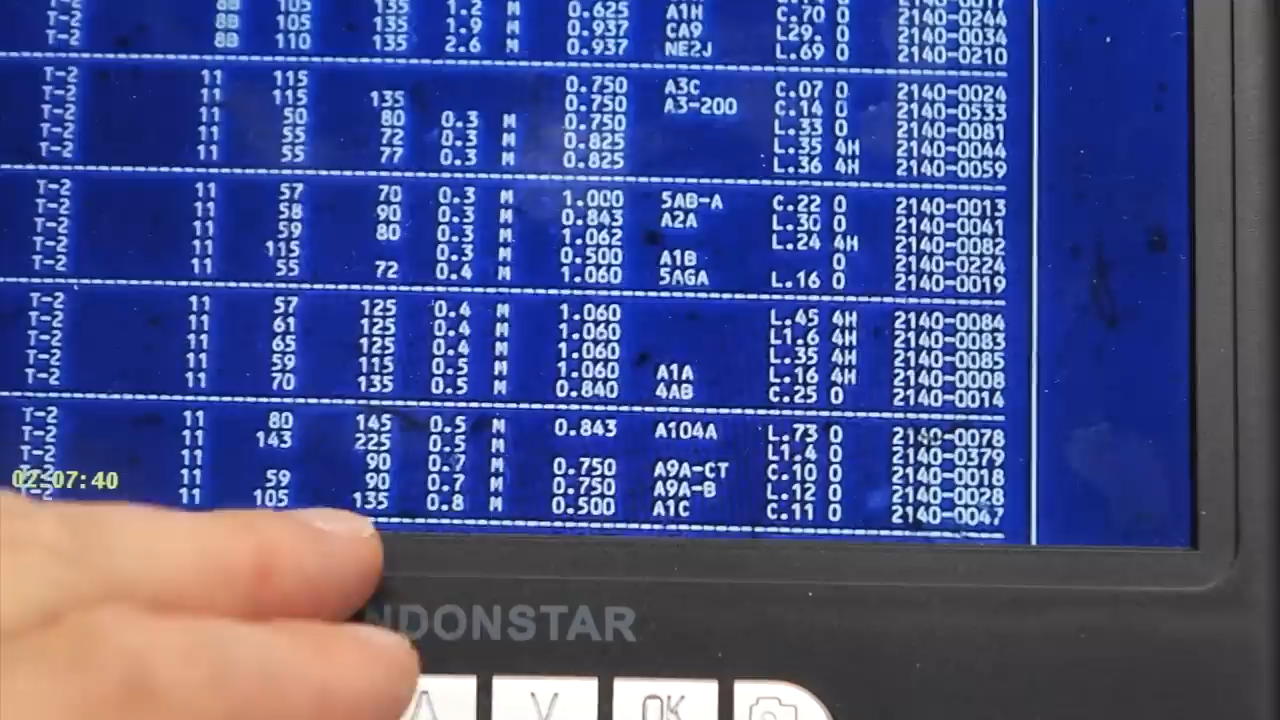 8B 105 135 1.2 M 0.625 A1H C.70 0 2140-0244
8B 105 135 1.9 M 0.937 CA9 L29. 0 2140-0034
T-2 8B 110 135 2.6 M 0.937 NE2J L.69 0 2140-0210
T-2 11 115 0.750 A3C C.07 0 2140-0024
T-2 11 115 135 0.750 A3-200 C.14 0 2140-0533
T-2 11 50 80 0.3 M 0.750 L.33 0 2140-0081
T-2 11 55 72 0.3 M 0.825 L.35 4H 2140-0044
T-2 11 55 77 0.3 M 0.825 L.36 4H 2140-0059
T-2 11 57 70 0.3 M 1.000 5AB-A C.22 0 2140-0013
T-2 11 58 90 0.3 M 0.843 A2A L.30 0 2140-0041
T-2 11 59 80 0.3 M 1.062 L.24 4H 2140-0082
T-2 11 115 0.3 M 0.500 A1B 0 2140-0224
T-2 11 55 72 0.4 M 1.060 5AGA L.16 0 2140-0019
T-2 11 57 125 0.4 M 1.060 L.45 4H 2140-0084
T-2 11 61 125 0.4 M 1.060 L1.6 4H 2140-0083
T-2 11 65 125 0.4 M 1.060 L.35 4H 2140-0085
T-2 11 59 115 0.5 M 1.060 A1A L.16 4H 2140-0008
T-2 11 70 135 0.5 M 0.840 4AB C.25 0 2140-0014
T-2 11 80 145 0.5 M 0.843 A104A L.73 0 2140-0078
T-2 11 143 225 0.5 M L1.4 0 2140-0379
T-2 11 90 0.7 M 0.750 A9A-CT C.10 0 2140-0018
11 59 90 0.7 M 0.750 A9A-B L.12 0 2140-0028
T-2 11 105 135 0.8 M 0.500 A1C C.11 0 2140-0047
02:07:40
NDONSTAR
OK